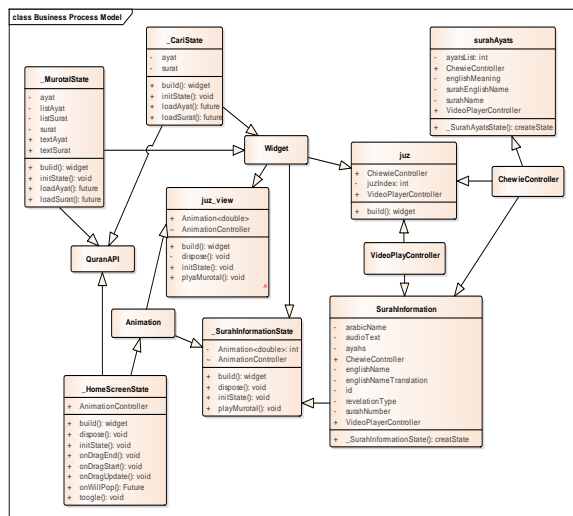 class Business Process Model
_CariState
- ayat
- surat
+ build(): widget
+ initState(): void
+ loadAyat(): future
+ loadSurat(): future
surahAyats
- ayatsList: int
+ ChewieController
- englishMeaning
- surahEnglishName
- surahName
+ VideoPlayerController
+ _SurahAyatsState(): createState
_MurotalState
- ayat
- listAyat
- listSurat
- surat
+ textAyat
+ textSurat
+ bulid(): widget
+ initState(): void
+ loadAyat(): future
+ loadSurat(): future
Widget
juz
+ ChiewieController
- juzIndex: int
+ VideoPlayerController
+ build(): widget
ChewieController
juz_view
+ Animation<double>
~ AnimationController
+ build(): widget
- dispose(): void
+ initState(): void
+ plyaMurotal(): void
A
QuranAPI
VideoPlayController
Animation
_SurahInformationState
- Animation<double>: int
~ AnimationController
+ build(): widget
+ dispose(): void
+ initState(): void
+ playMurotal(): void
SurahInformation
- arabicName
- audioText
- ayahs
+ ChewieController
- englishName
- englishNameTranslation
- id
- revelationType
- surahNumber
+ VideoPlayerController
+ _SurahInformationState(): creatState
_HomeScreenState
+ AnimationController
+ build(): widget
+ dispose(): void
+ initState(): void
+ onDragEnd(): void
+ onDragStart(): void
+ onDragUpdate(): void
+ onWillPop(): Future
+ toogle(): void